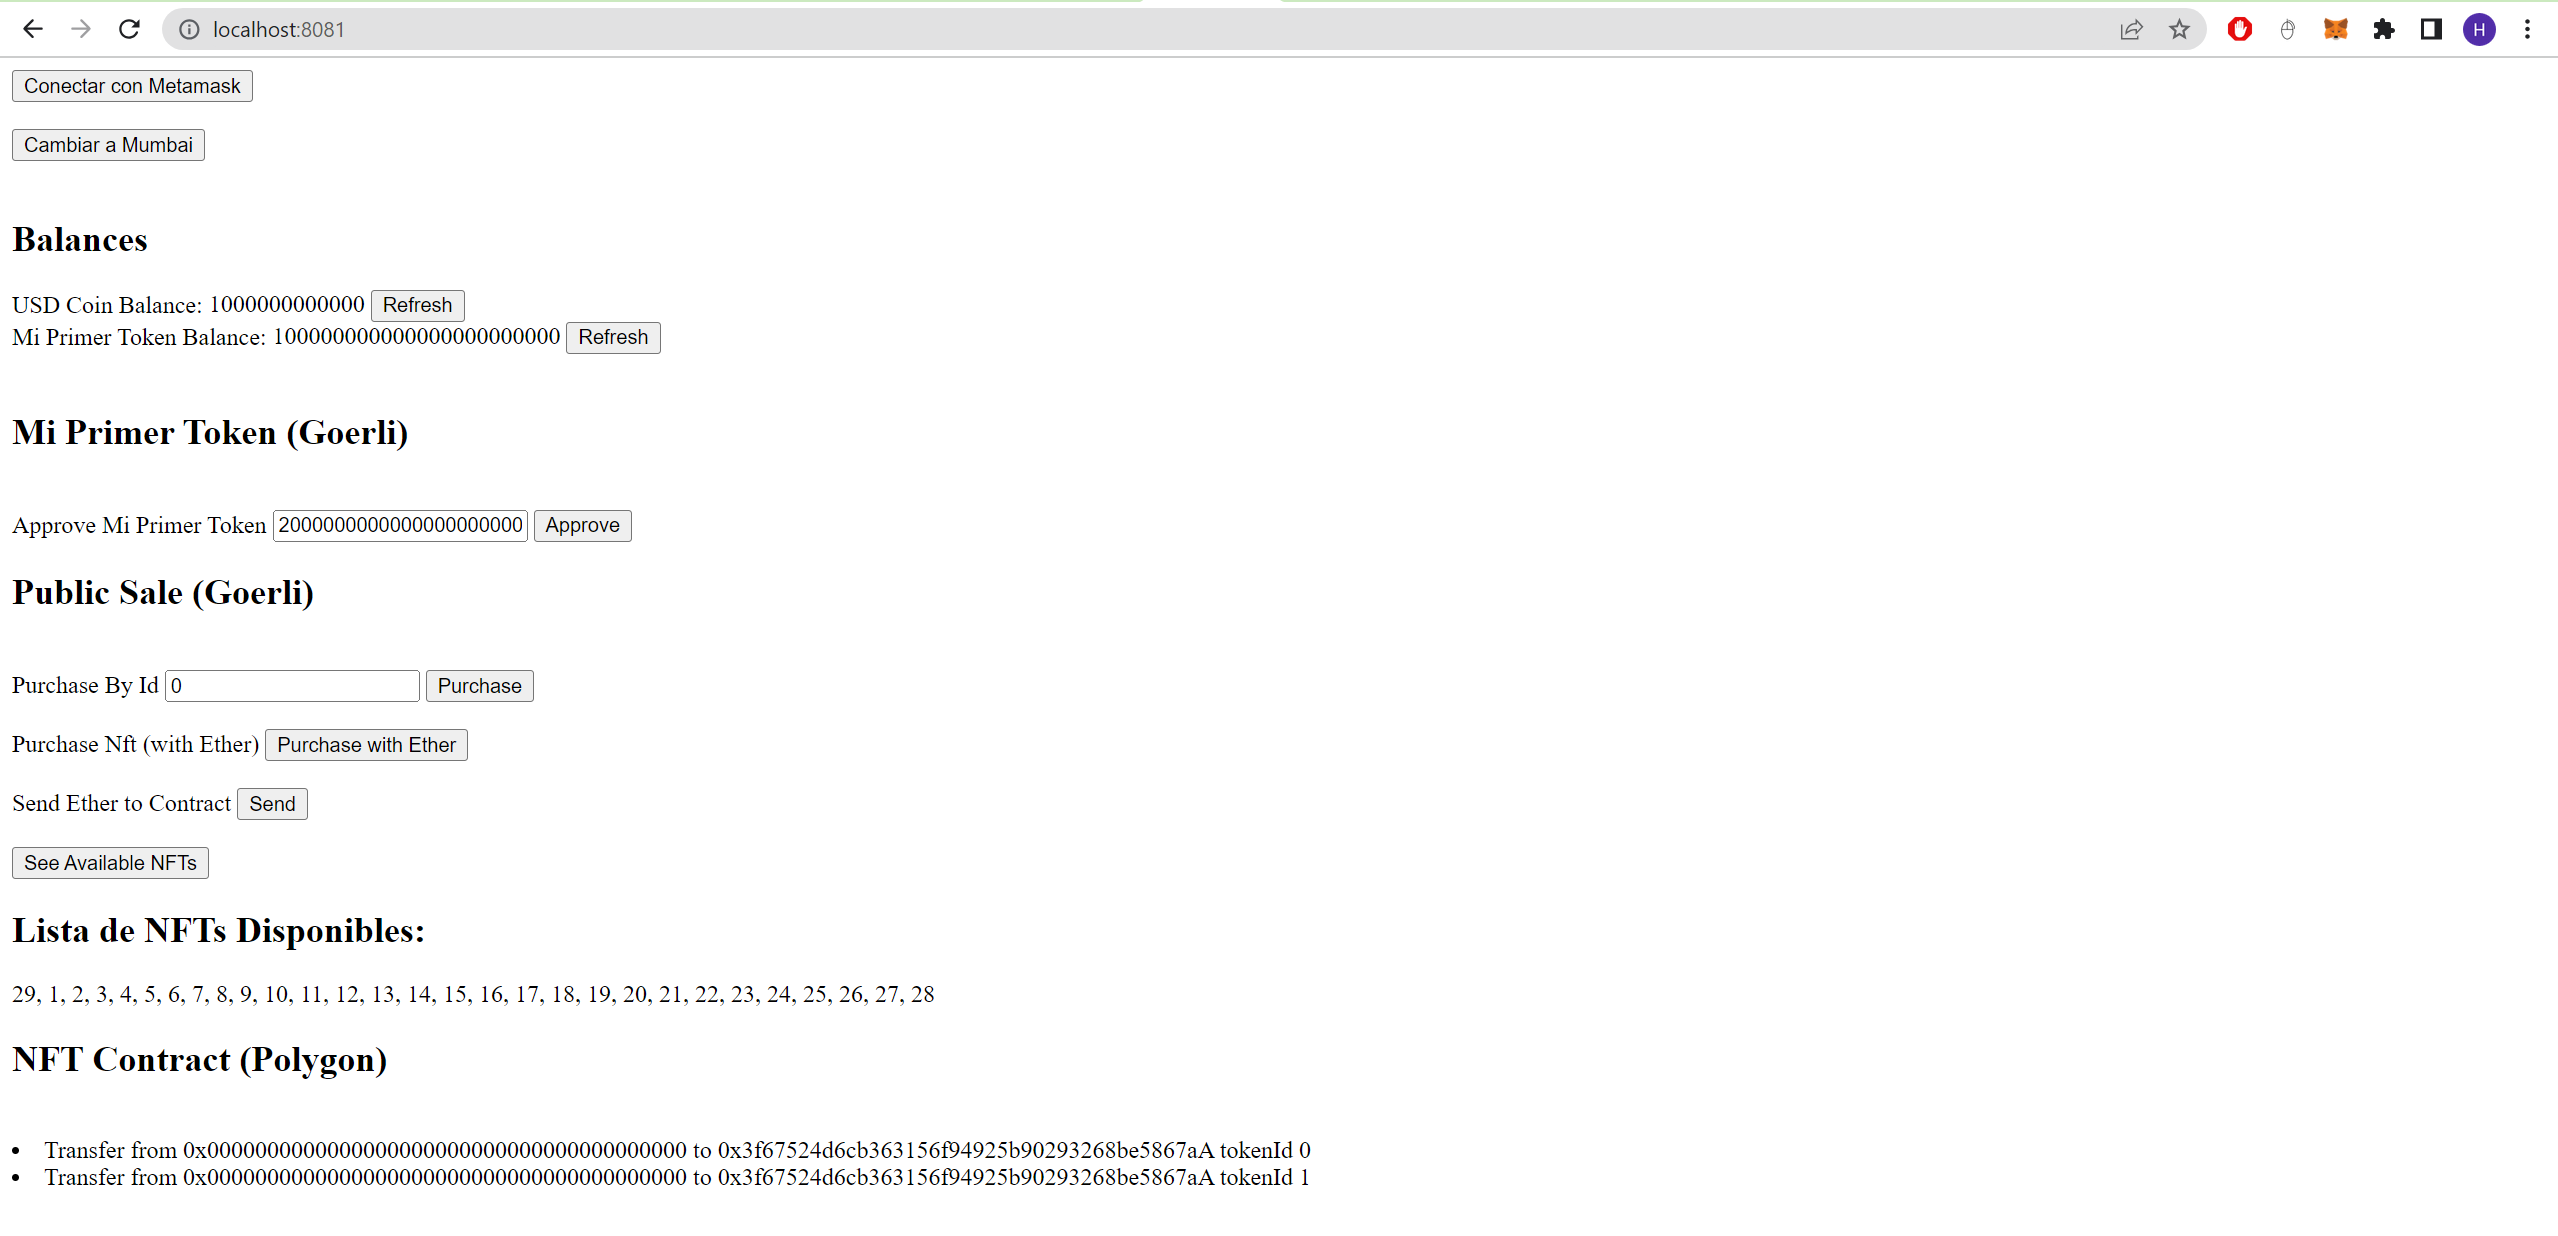 localhost:8081
H
Conectar con Metamask
Cambiar a Mumbai
Balances
USD Coin Balance: 1000000000000 Refresh
Mi Primer Token Balance: 100000000000000000000000 Refresh
Mi Primer Token (Goerli)
Approve Mi Primer Token 2000000000000000000000 Approve
Public Sale (Goerli)
Purchase By Id 0 Purchase
Purchase Nft (with Ether) Purchase with Ether
Send Ether to Contract Send
See Available NFTs
Lista de NFTs Disponibles:
29, 1, 2, 3, 4, 5, 6, 7, 8, 9, 10, 11, 12, 13, 14, 15, 16, 17, 18, 19, 20, 21, 22, 23, 24, 25, 26, 27, 28
NFT Contract (Polygon)
Transfer from 0x0000000000000000000000000000000000000000 to 0x3f67524d6cb363156f94925b90293268be5867aA tokenId 0
Transfer from 0x0000000000000000000000000000000000000000 to 0x3f67524d6cb363156f94925b90293268be5867aA tokenId 1